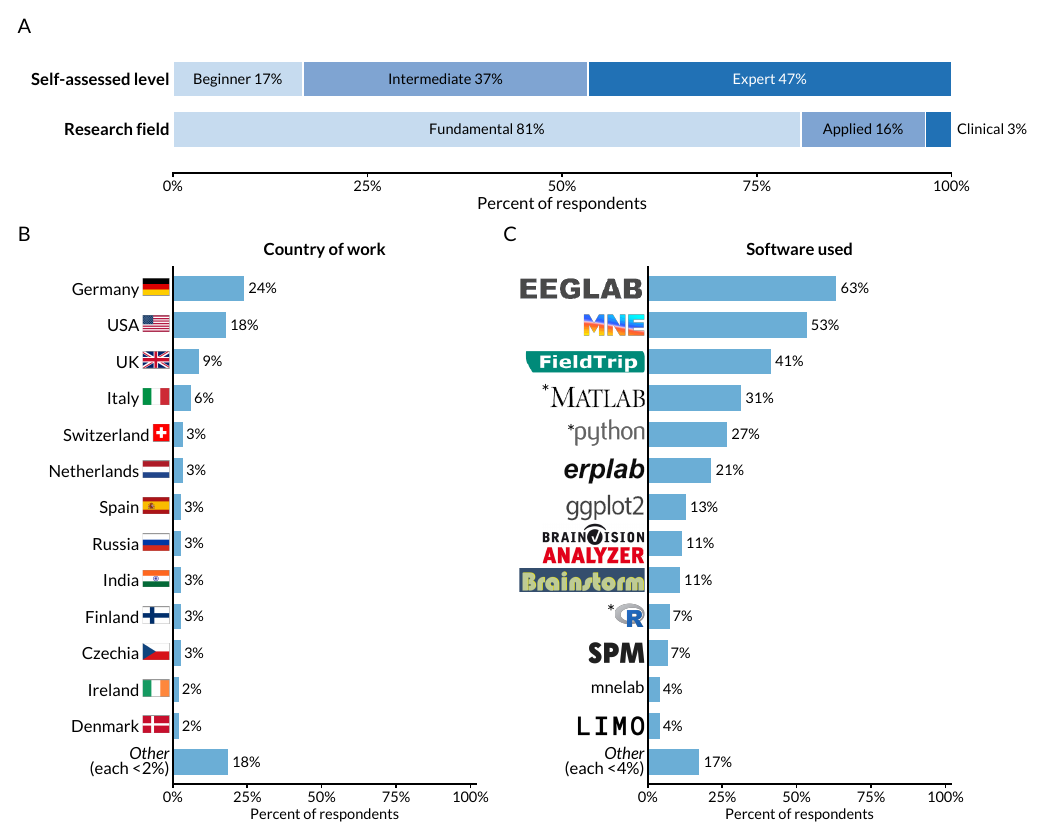 A
Self-assessed level
Beginner 17%
Intermediate 37%
Expert 47%
Research field
Fundamental 81%
Applied 16%
Clinical 3%
0%
25%
50%
75%
100%
Percent of respondents
B
Country of work
Germany 24%
USA 18%
UK 9%
Italy 6%
Switzerland 3%
Netherlands 3%
Spain 3%
Russia 3%
India 3%
Finland 3%
Czechia 3%
Ireland 2%
Denmark 2%
Other
(each <2%) 18%
0%
25%
50%
75%
100%
Percent of respondents
C
Software used
EEGLAB 63%
MNE 53%
FieldTrip 41%
*MATLAB 31%
*python 27%
erplab 21%
ggplot2 13%
BRAINVISION
ANALYZER 11%
Brainstorm 11%
*R 7%
SPM 7%
mnelab 4%
LIMO 4%
Other
(each <4%) 17%
0%
25%
50%
75%
100%
Percent of respondents